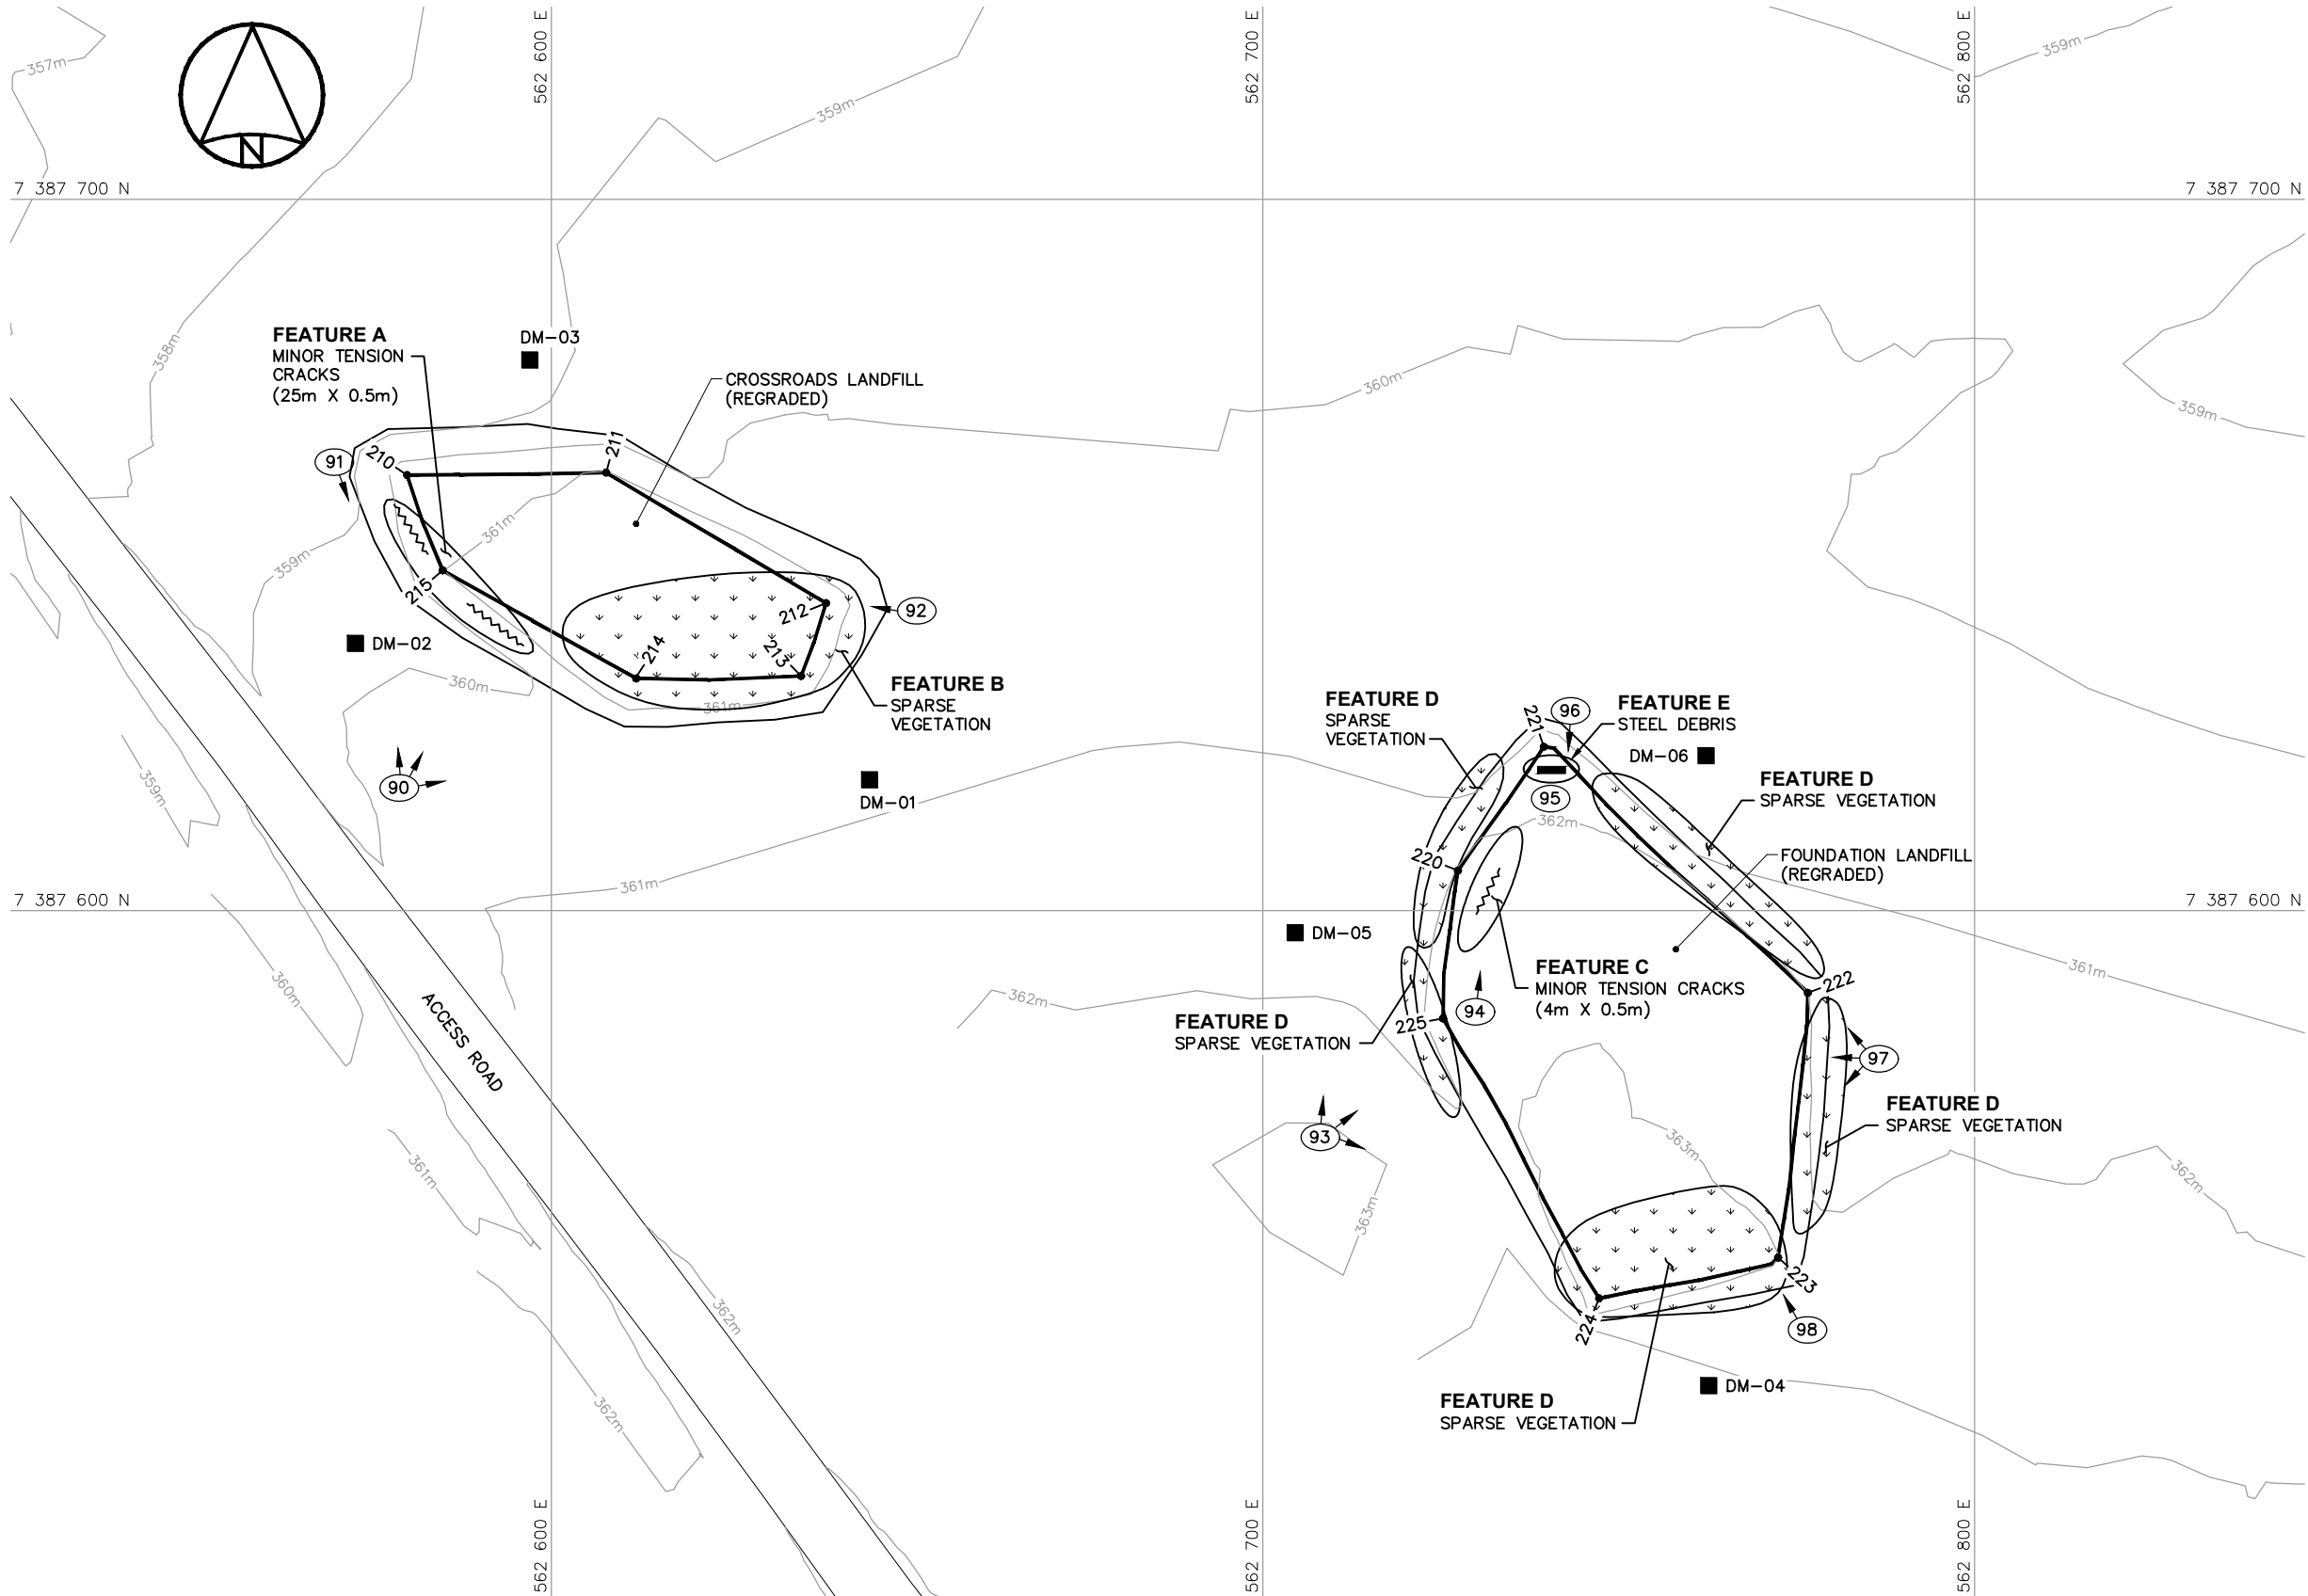 562 600 E
562 700 E
562 800 E
357m
359m
359m
N
7 387 700 N
7 387 700 N
FEATURE A
MINOR TENSION
CRACKS
(25m X 0.5m)
DM-03
358m
CROSSROADS LANDFILL
(REGRADED)
360m
359m
210
211
91
361m
359m
215
212
92
DM-02
214
213
360m
361m
FEATURE B
SPARSE
VEGETATION
90
359m
DM-01
361m
FEATURE D
SPARSE
VEGETATION
221
96
FEATURE E
STEEL DEBRIS
DM-06
95
362m
FEATURE D
SPARSE VEGETATION
220
FOUNDATION LANDFILL
(REGRADED)
7 387 600 N
7 387 600 N
DM-05
360m
ACCESS ROAD
362m
FEATURE C
MINOR TENSION CRACKS
(4m X 0.5m)
94
222
361m
FEATURE D
SPARSE VEGETATION
225
97
FEATURE D
SPARSE VEGETATION
93
363m
363m
361m
362m
362m
362m
223
224
98
DM-04
FEATURE D
SPARSE VEGETATION
562 600 E
562 700 E
562 800 E